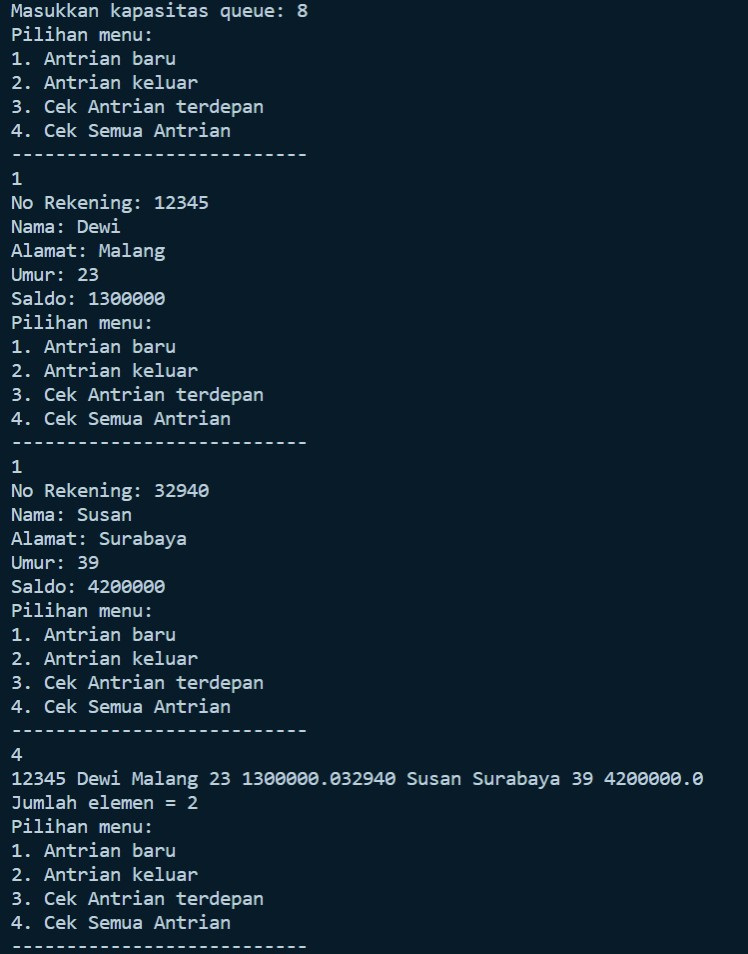 Masukkan kapasitas queue: 8
Pilihan menu:
1. Antrian baru
2. Antrian keluar
3. Cek Antrian terdepan
4. Cek Semua Antrian
---------------------------
1
No Rekening: 12345
Nama: Dewi
Alamat: Malang
Umur: 23
Saldo: 1300000
Pilihan menu:
1. Antrian baru
2. Antrian keluar
3. Cek Antrian terdepan
4. Cek Semua Antrian
---------------------------
1
No Rekening: 32940
Nama: Susan
Alamat: Surabaya
Umur: 39
Saldo: 4200000
Pilihan menu:
1. Antrian baru
2. Antrian keluar
3. Cek Antrian terdepan
4. Cek Semua Antrian
---------------------------
4
12345 Dewi Malang 23 1300000.032940 Susan Surabaya 39 4200000.0
Jumlah elemen = 2
Pilihan menu:
1. Antrian baru
2. Antrian keluar
3. Cek Antrian terdepan
4. Cek Semua Antrian
---------------------------